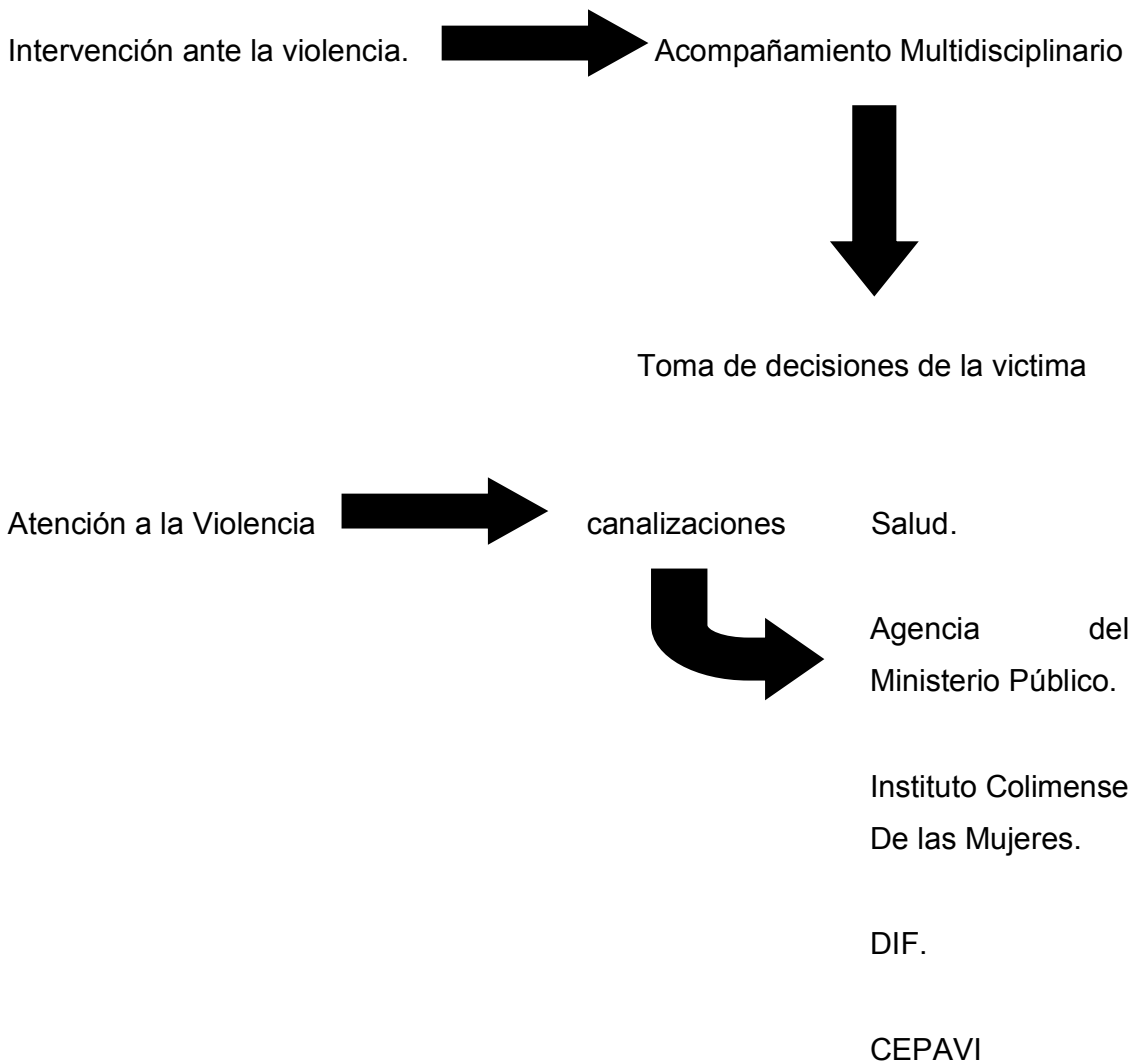 Intervención ante la violencia.
Acompañamiento Multidisciplinario
Toma de decisiones de la victima
Atención a la Violencia
canalizaciones
Salud.
Agencia del
Ministerio Público.
Instituto Colimense
De las Mujeres.
DIF.
CEPAVI